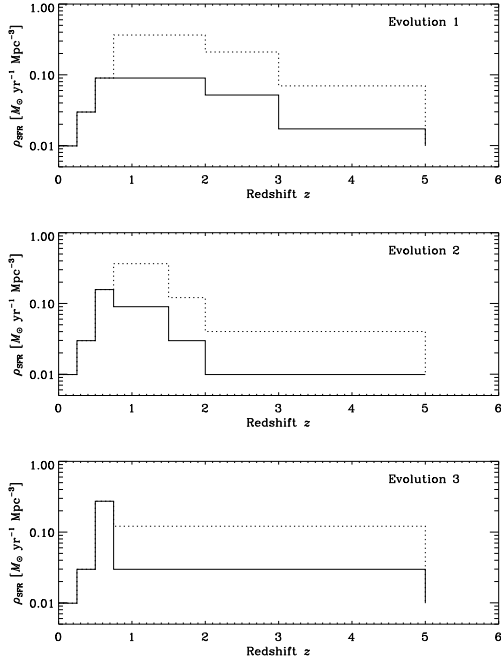 Evolution 1
1.00
0.10
0.01
ρSFR [M⊙ yr⁻¹ Mpc⁻³]
0 1 2 3 4 5 6
Redshift z
Evolution 2
1.00
0.10
0.01
ρSFR [M⊙ yr⁻¹ Mpc⁻³]
0 1 2 3 4 5 6
Redshift z
Evolution 3
1.00
0.10
0.01
ρSFR [M⊙ yr⁻¹ Mpc⁻³]
0 1 2 3 4 5 6
Redshift z